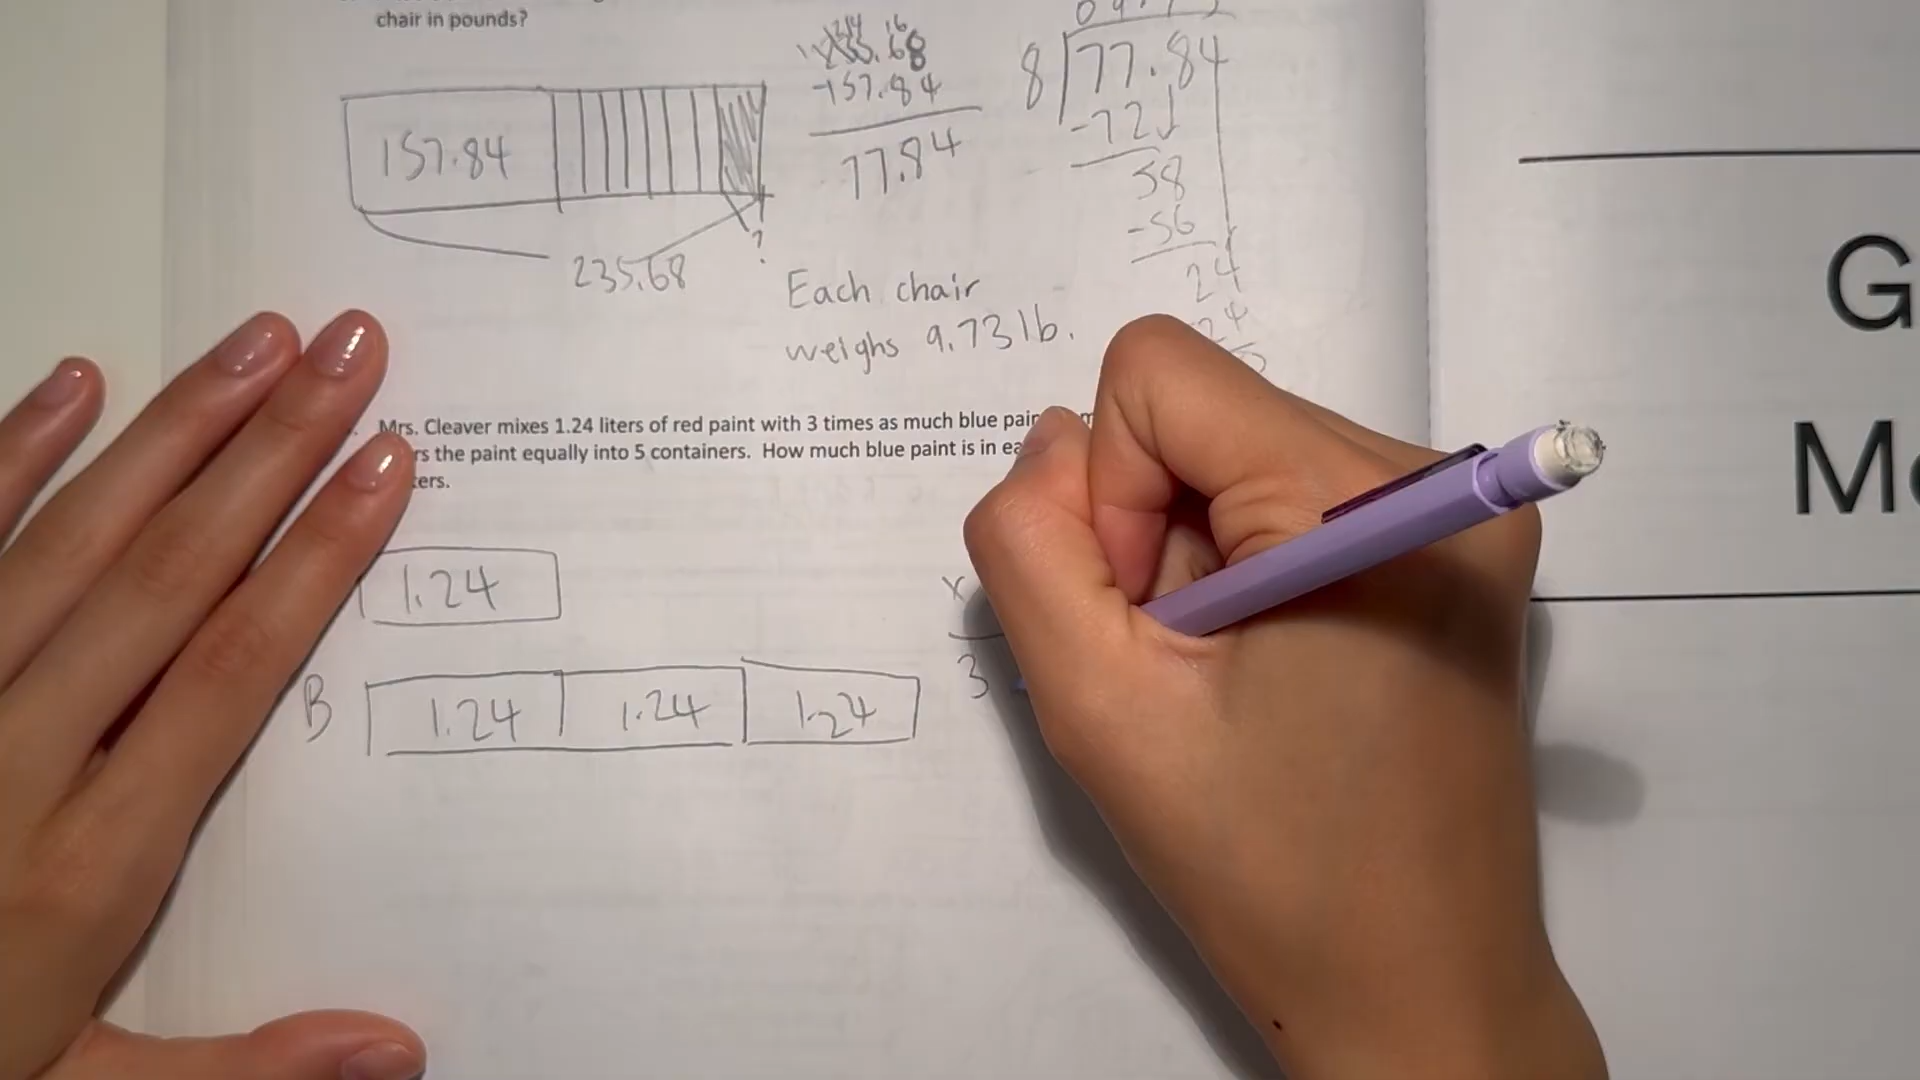 chair in pounds?
235.68
-157.84
77.84
8 77.84
-72
58
-56
24
24
157.84
?
235.68
Each chair
weighs 9.73 lb.
Mrs. Cleaver mixes 1.24 liters of red paint with 3 times as much blue
the paint equally into 5 containers. How much blue paint is in
1.24
x
3
B 1.24 1.24 1.24
G
M